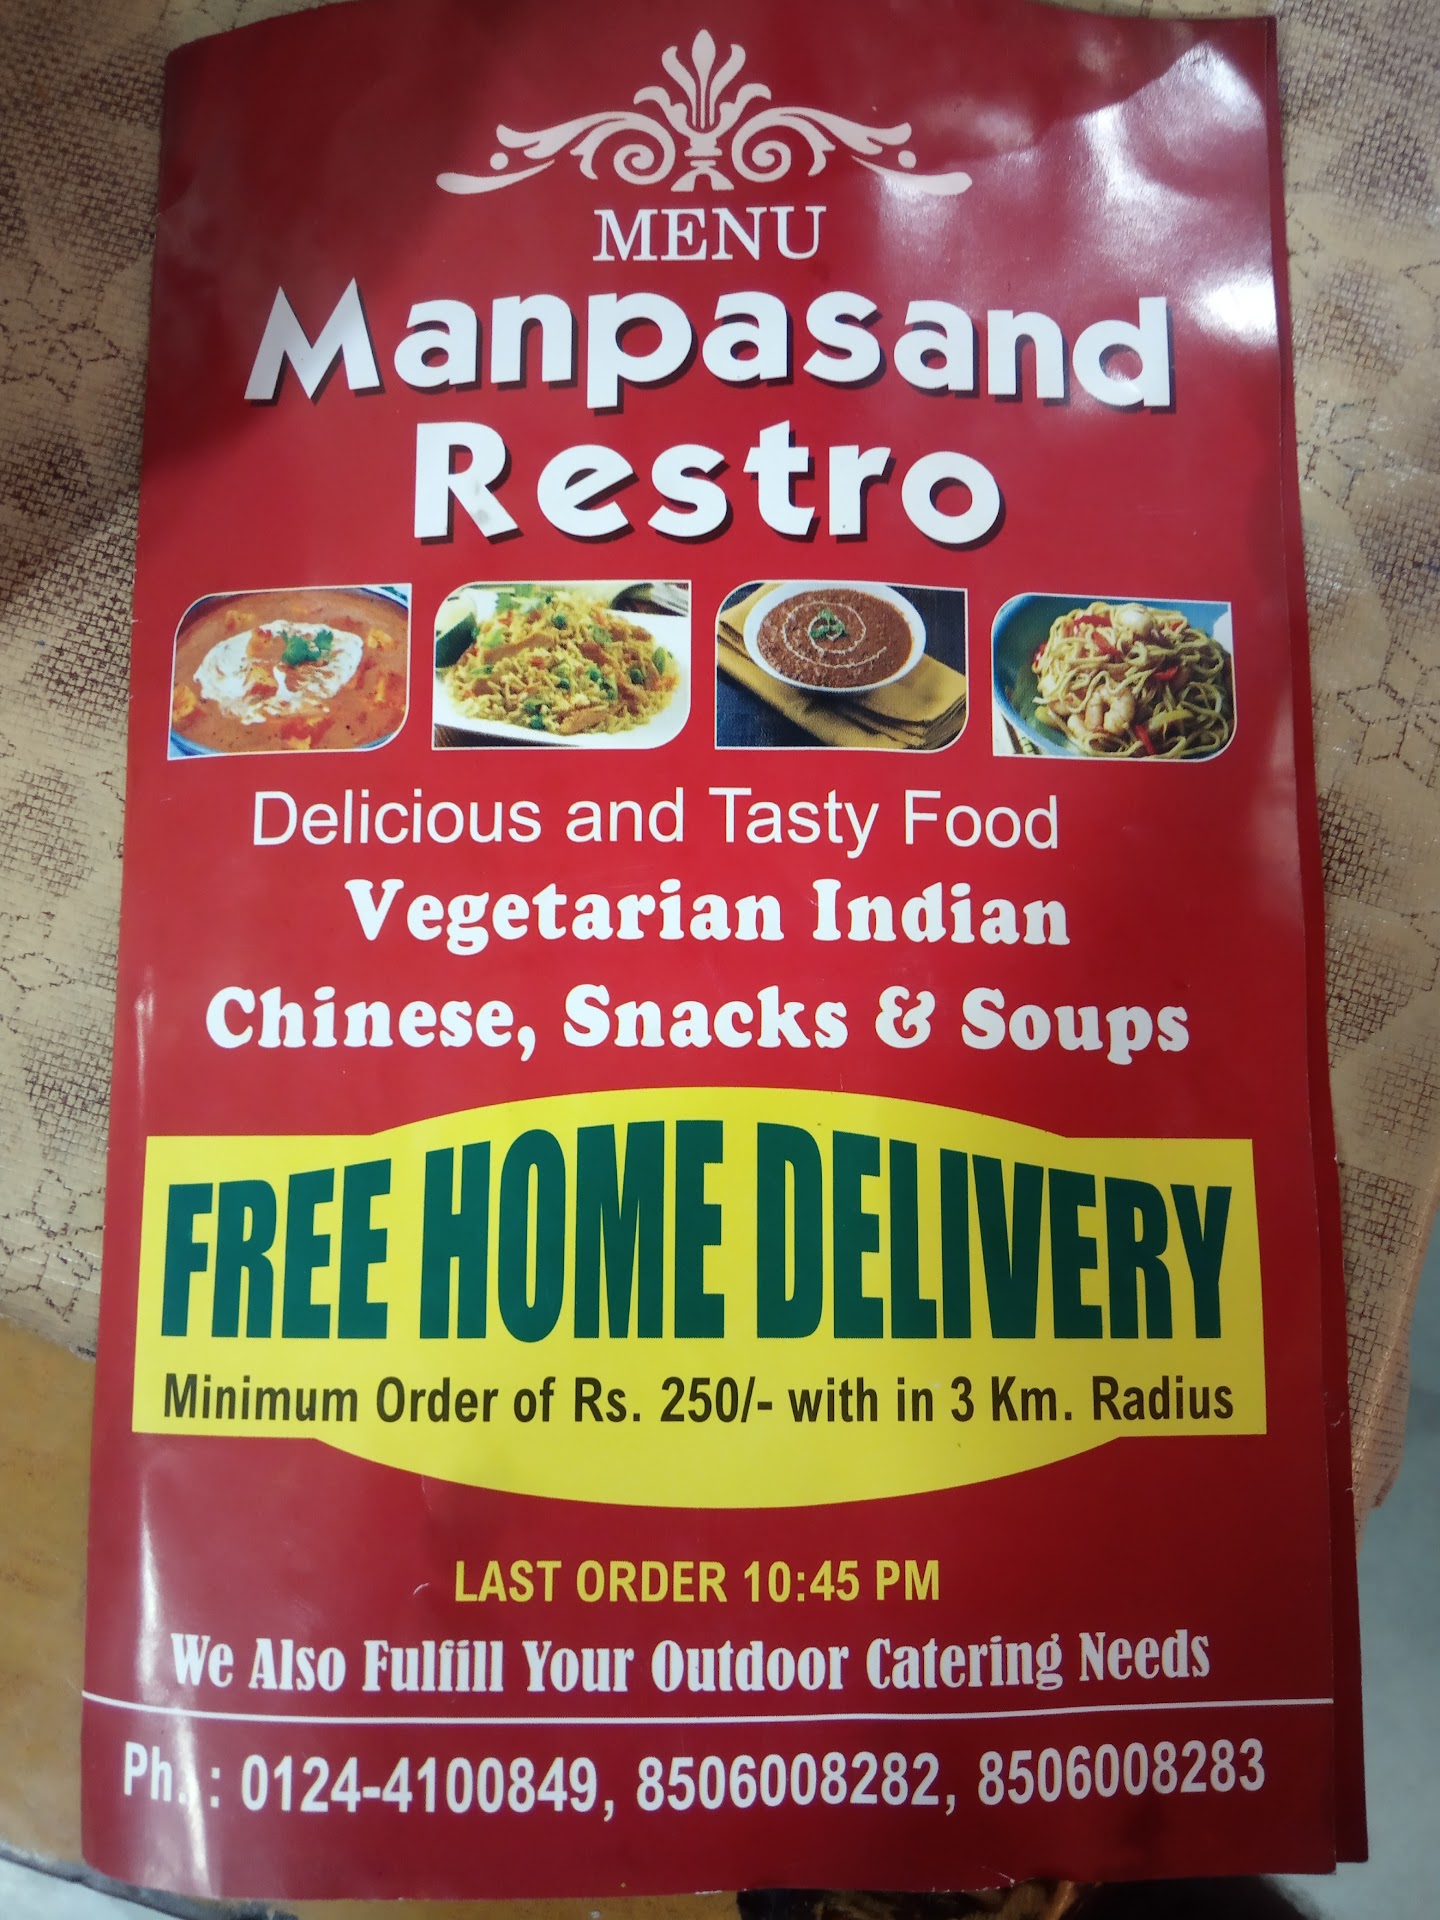 MENU
Manpasand
Restro
Delicious and Tasty Food
Vegetarian Indian
Chinese, Snacks & Soups
FREE HOME DELIVERY
Minimum Order of Rs. 250/- with in 3 Km. Radius
LAST ORDER 10:45 PM
We Also Fulfill Your Outdoor Catering Needs
Ph. : 0124-4100849, 8506008282, 8506008283